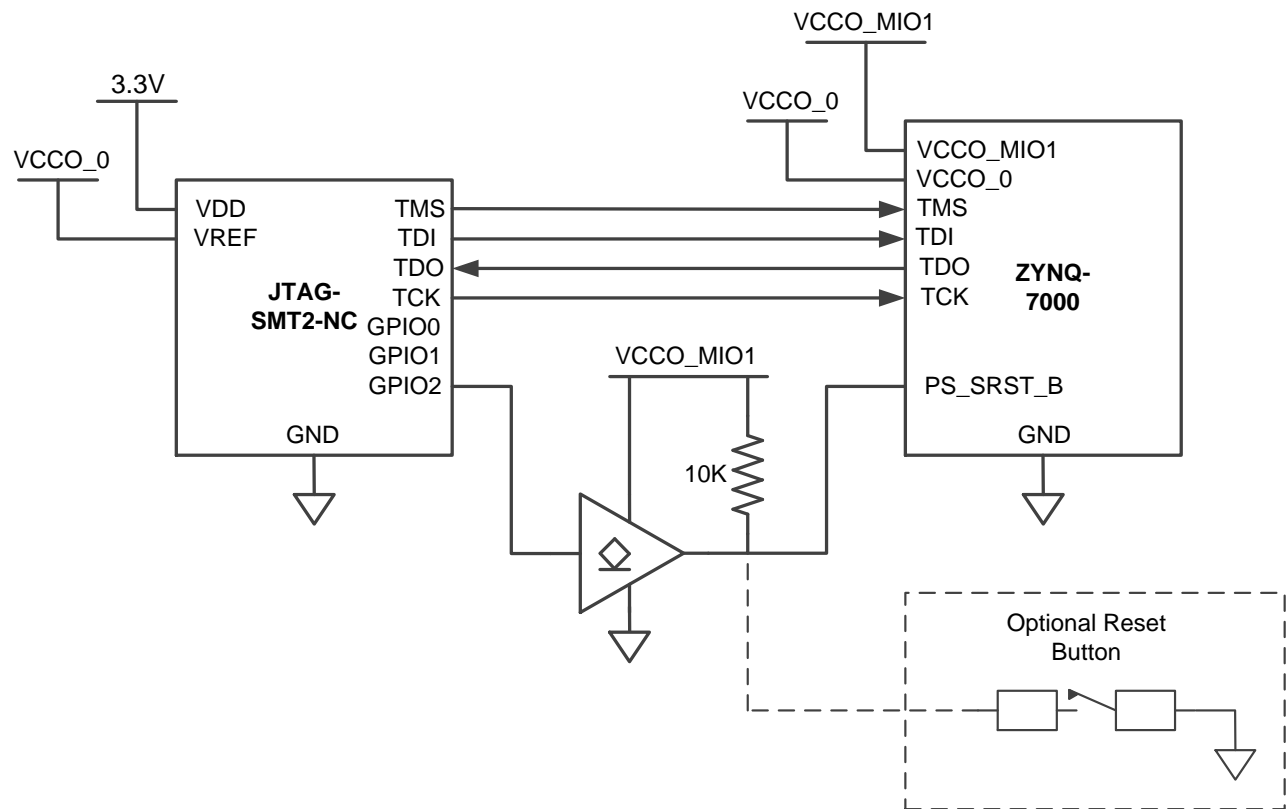 VCCO_MIO1
3.3V
VCCO_0
VCCO_0
VCCO_MIO1
VCCO_0
VDD
VREF
TMS
TDI
TDO
TCK
GPIO0
GPIO1
GPIO2
JTAG-
SMT2-NC
GND
TMS
TDI
TDO
TCK
ZYNQ-
7000
PS_SRST_B
GND
VCCO_MIO1
10K
Optional Reset
Button